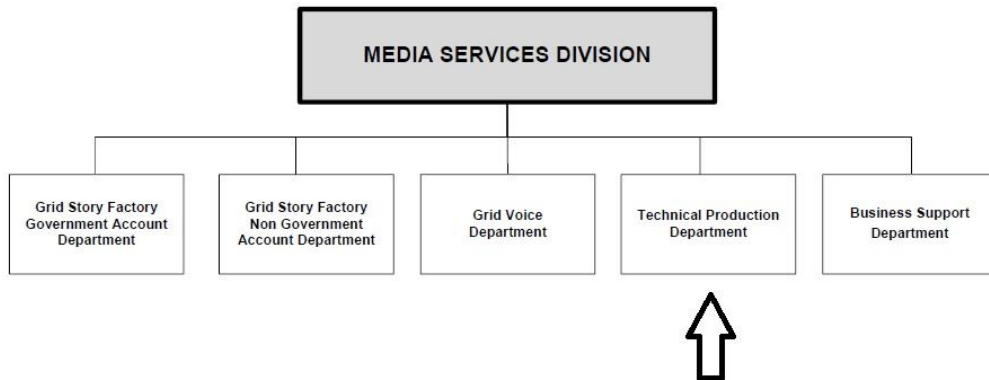 MEDIA SERVICES DIVISION
Grid Story Factory
Government Account
Department
Grid Story Factory
Non Government
Account Department
Grid Voice
Department
Technical Production
Department
Business Support
Department